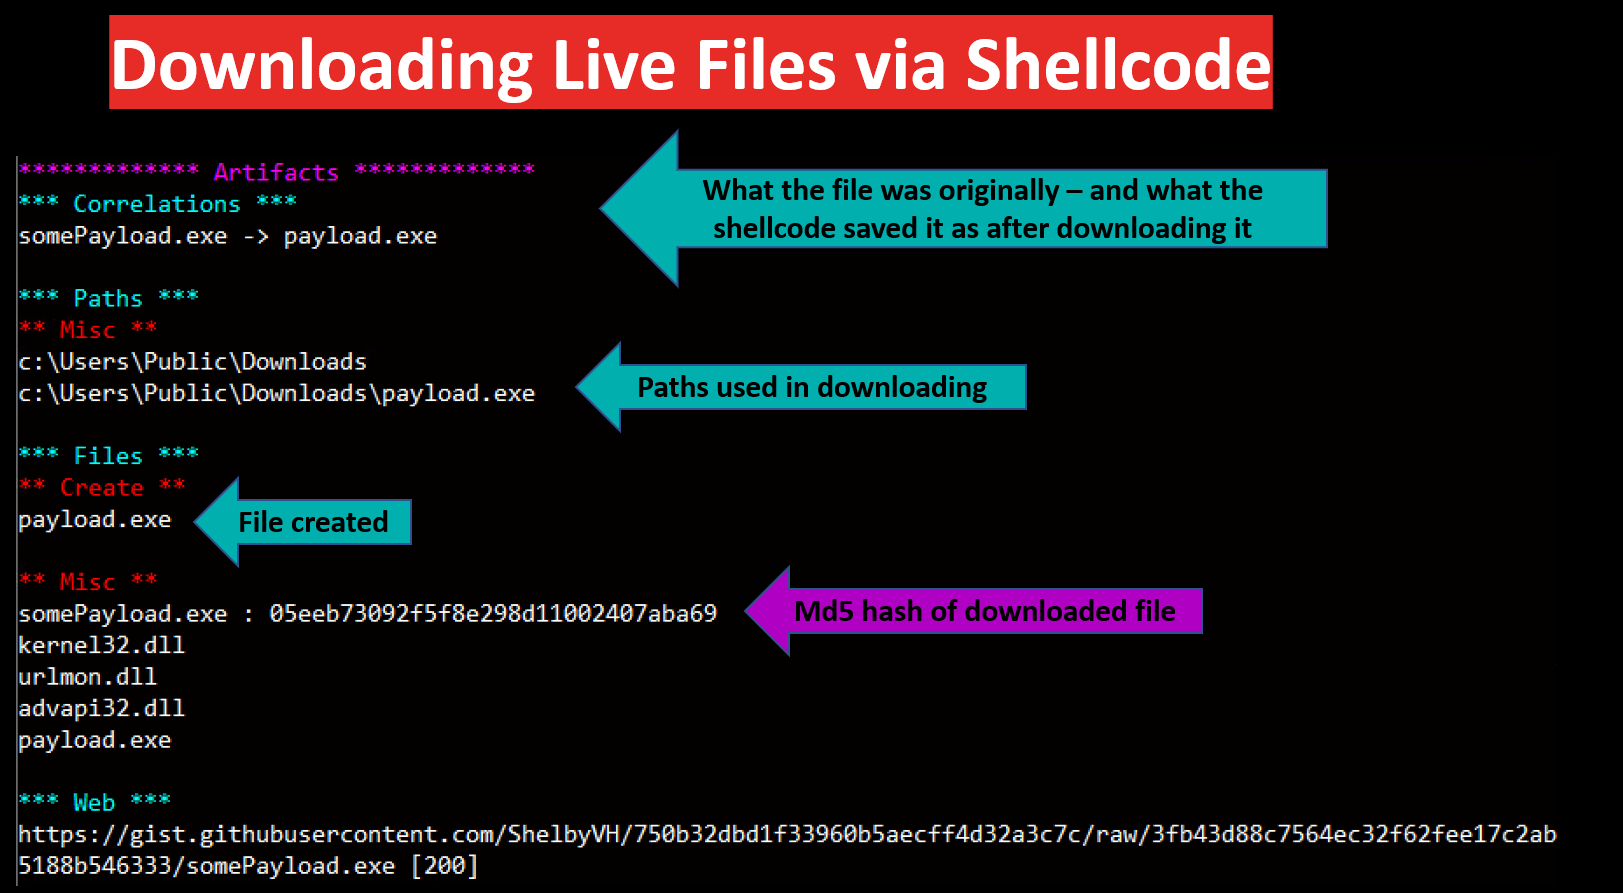 Downloading Live Files via Shellcode
************* Artifacts *************
*** Correlations ***
somePayload.exe -> payload.exe
What the file was originally – and what the
shellcode saved it as after downloading it
*** Paths ***
** Misc **
c:\Users\Public\Downloads
c:\Users\Public\Downloads\payload.exe
Paths used in downloading
*** Files ***
** Create **
payload.exe
File created
** Misc **
somePayload.exe : 05eeb73092f5f8e298d11002407aba69
Md5 hash of downloaded file
kernel32.dll
urlmon.dll
advapi32.dll
payload.exe
*** Web ***
https://gist.githubusercontent.com/ShelbyVH/750b32dbd1f33960b5aecff4d32a3c7c/raw/3fb43d88c7564ec32f62fee17c2ab
5188b546333/somePayload.exe [200]